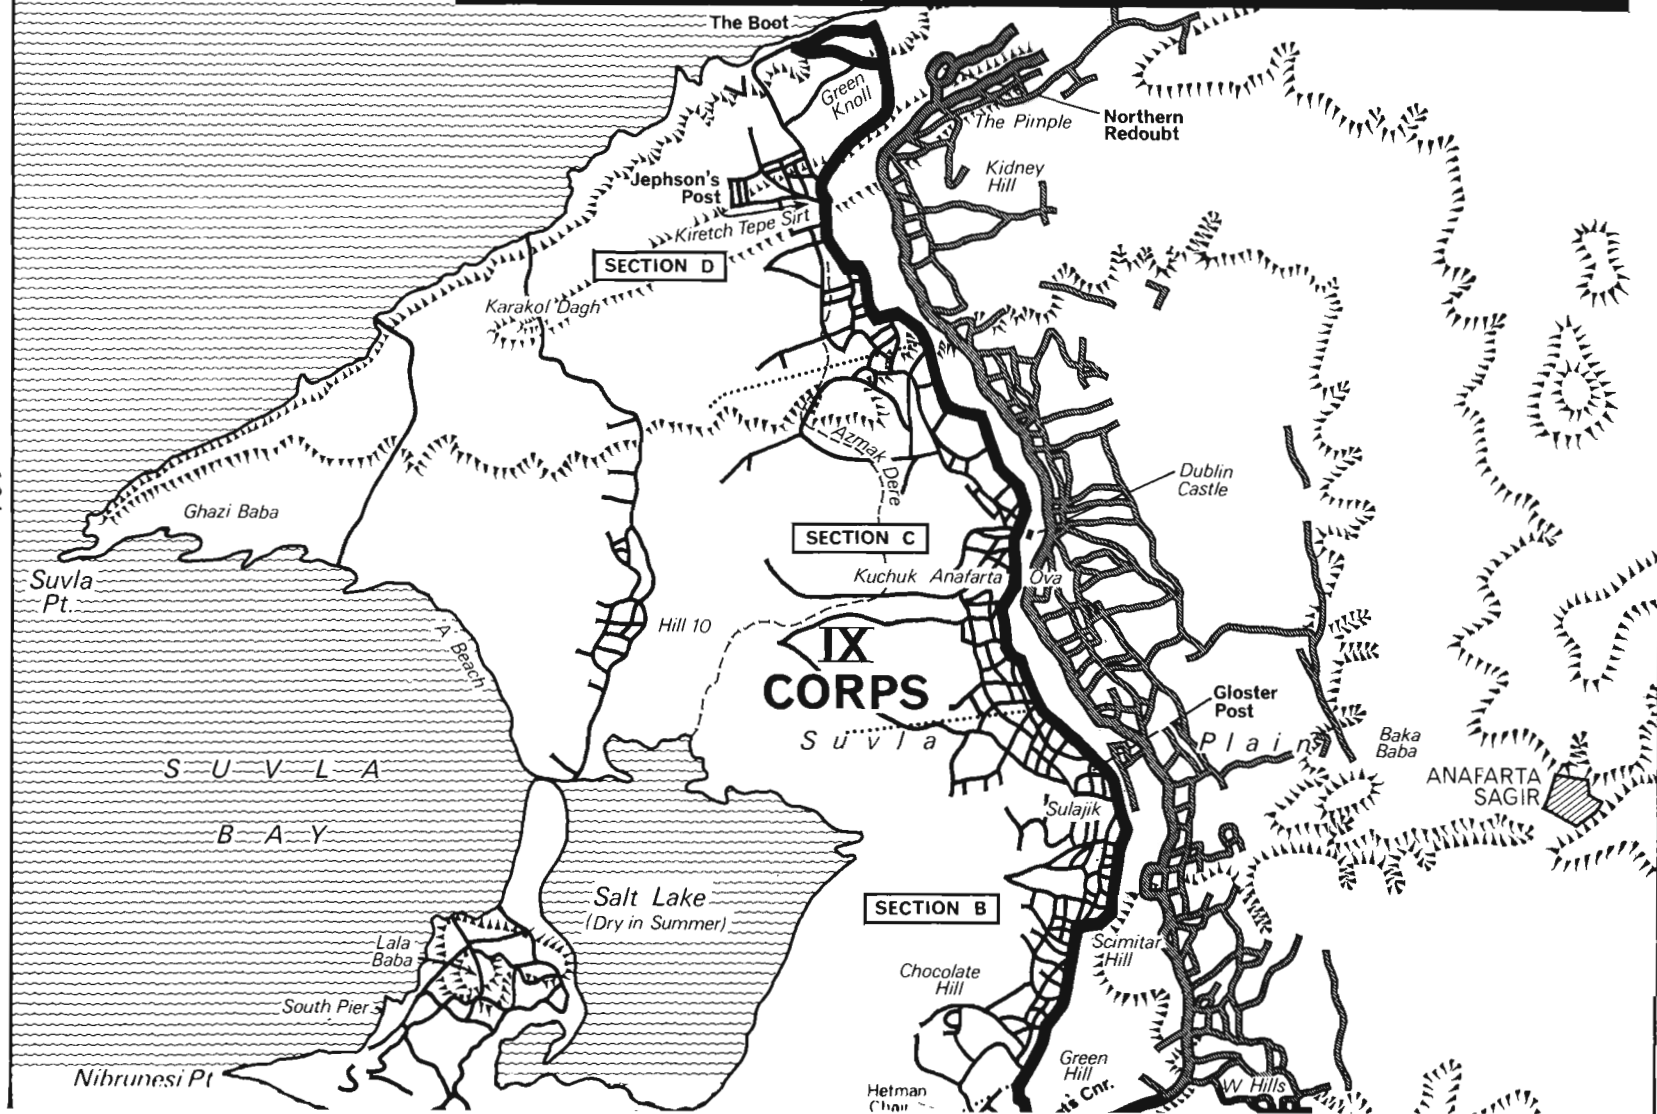 The Boot
Green
Knoll
The Pimple
Northern
Redoubt
Kidney
Hill
Jephson's
Post
Kiretch Tepe Sirt
SECTION D
Karakol Dagh
Azmak Dere
Dublin
Castle
Ghazi Baba
SECTION C
Suvla
Pt.
Kuchuk Anafarta Ova
A Beach
Hill 10
IX
CORPS
Gloster
Post
Suvla Plain
Baka
Baba
ANAFARTA
SAGIR
SUVLA
BAY
Sulajik
Salt Lake
(Dry in Summer)
SECTION B
Lala
Baba
Scimitar
Hill
Chocolate
Hill
South Pier
Green
Hill
Nibrunesi Pt
W Hills
Hetman
Cnr.